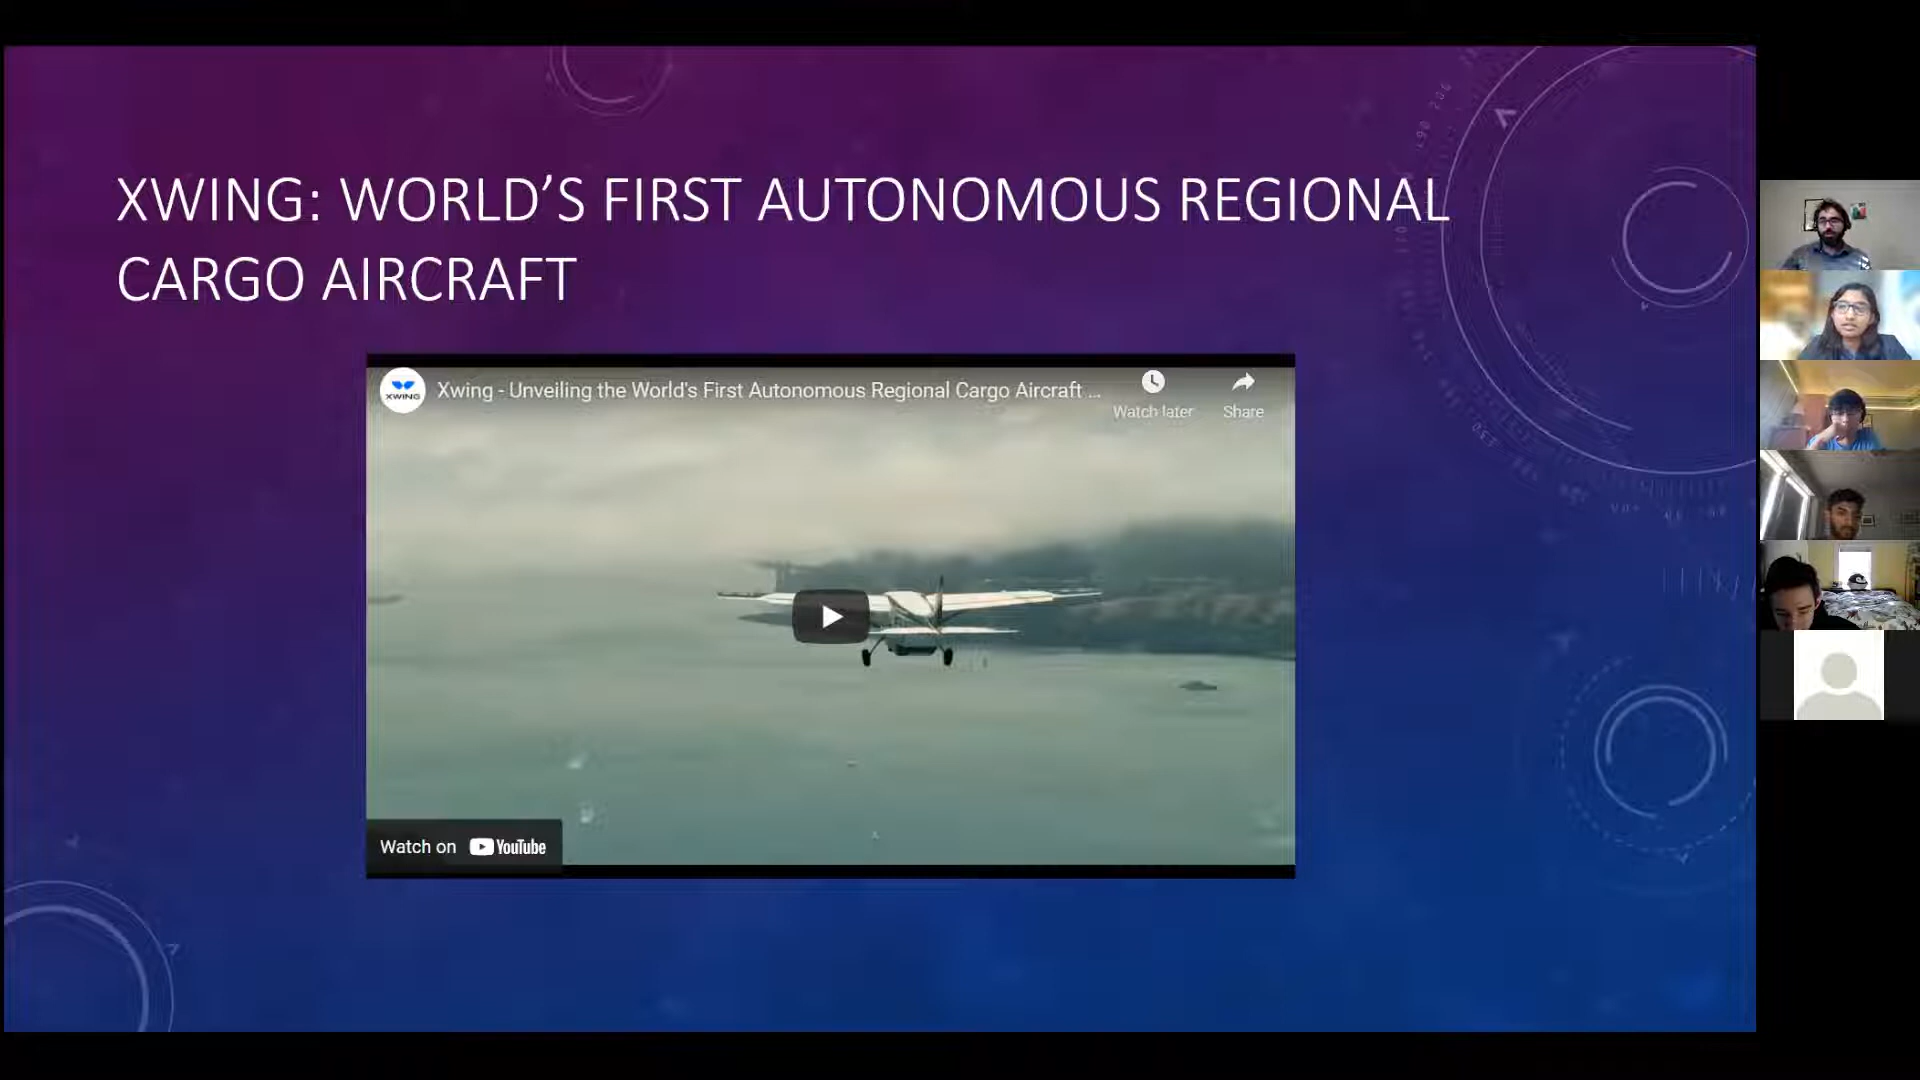 XWING: WORLD’S FIRST AUTONOMOUS REGIONAL
CARGO AIRCRAFT
XWING
Xwing - Unveiling the World's First Autonomous Regional Cargo Aircraft ...
Watch later
Share
Watch on YouTube